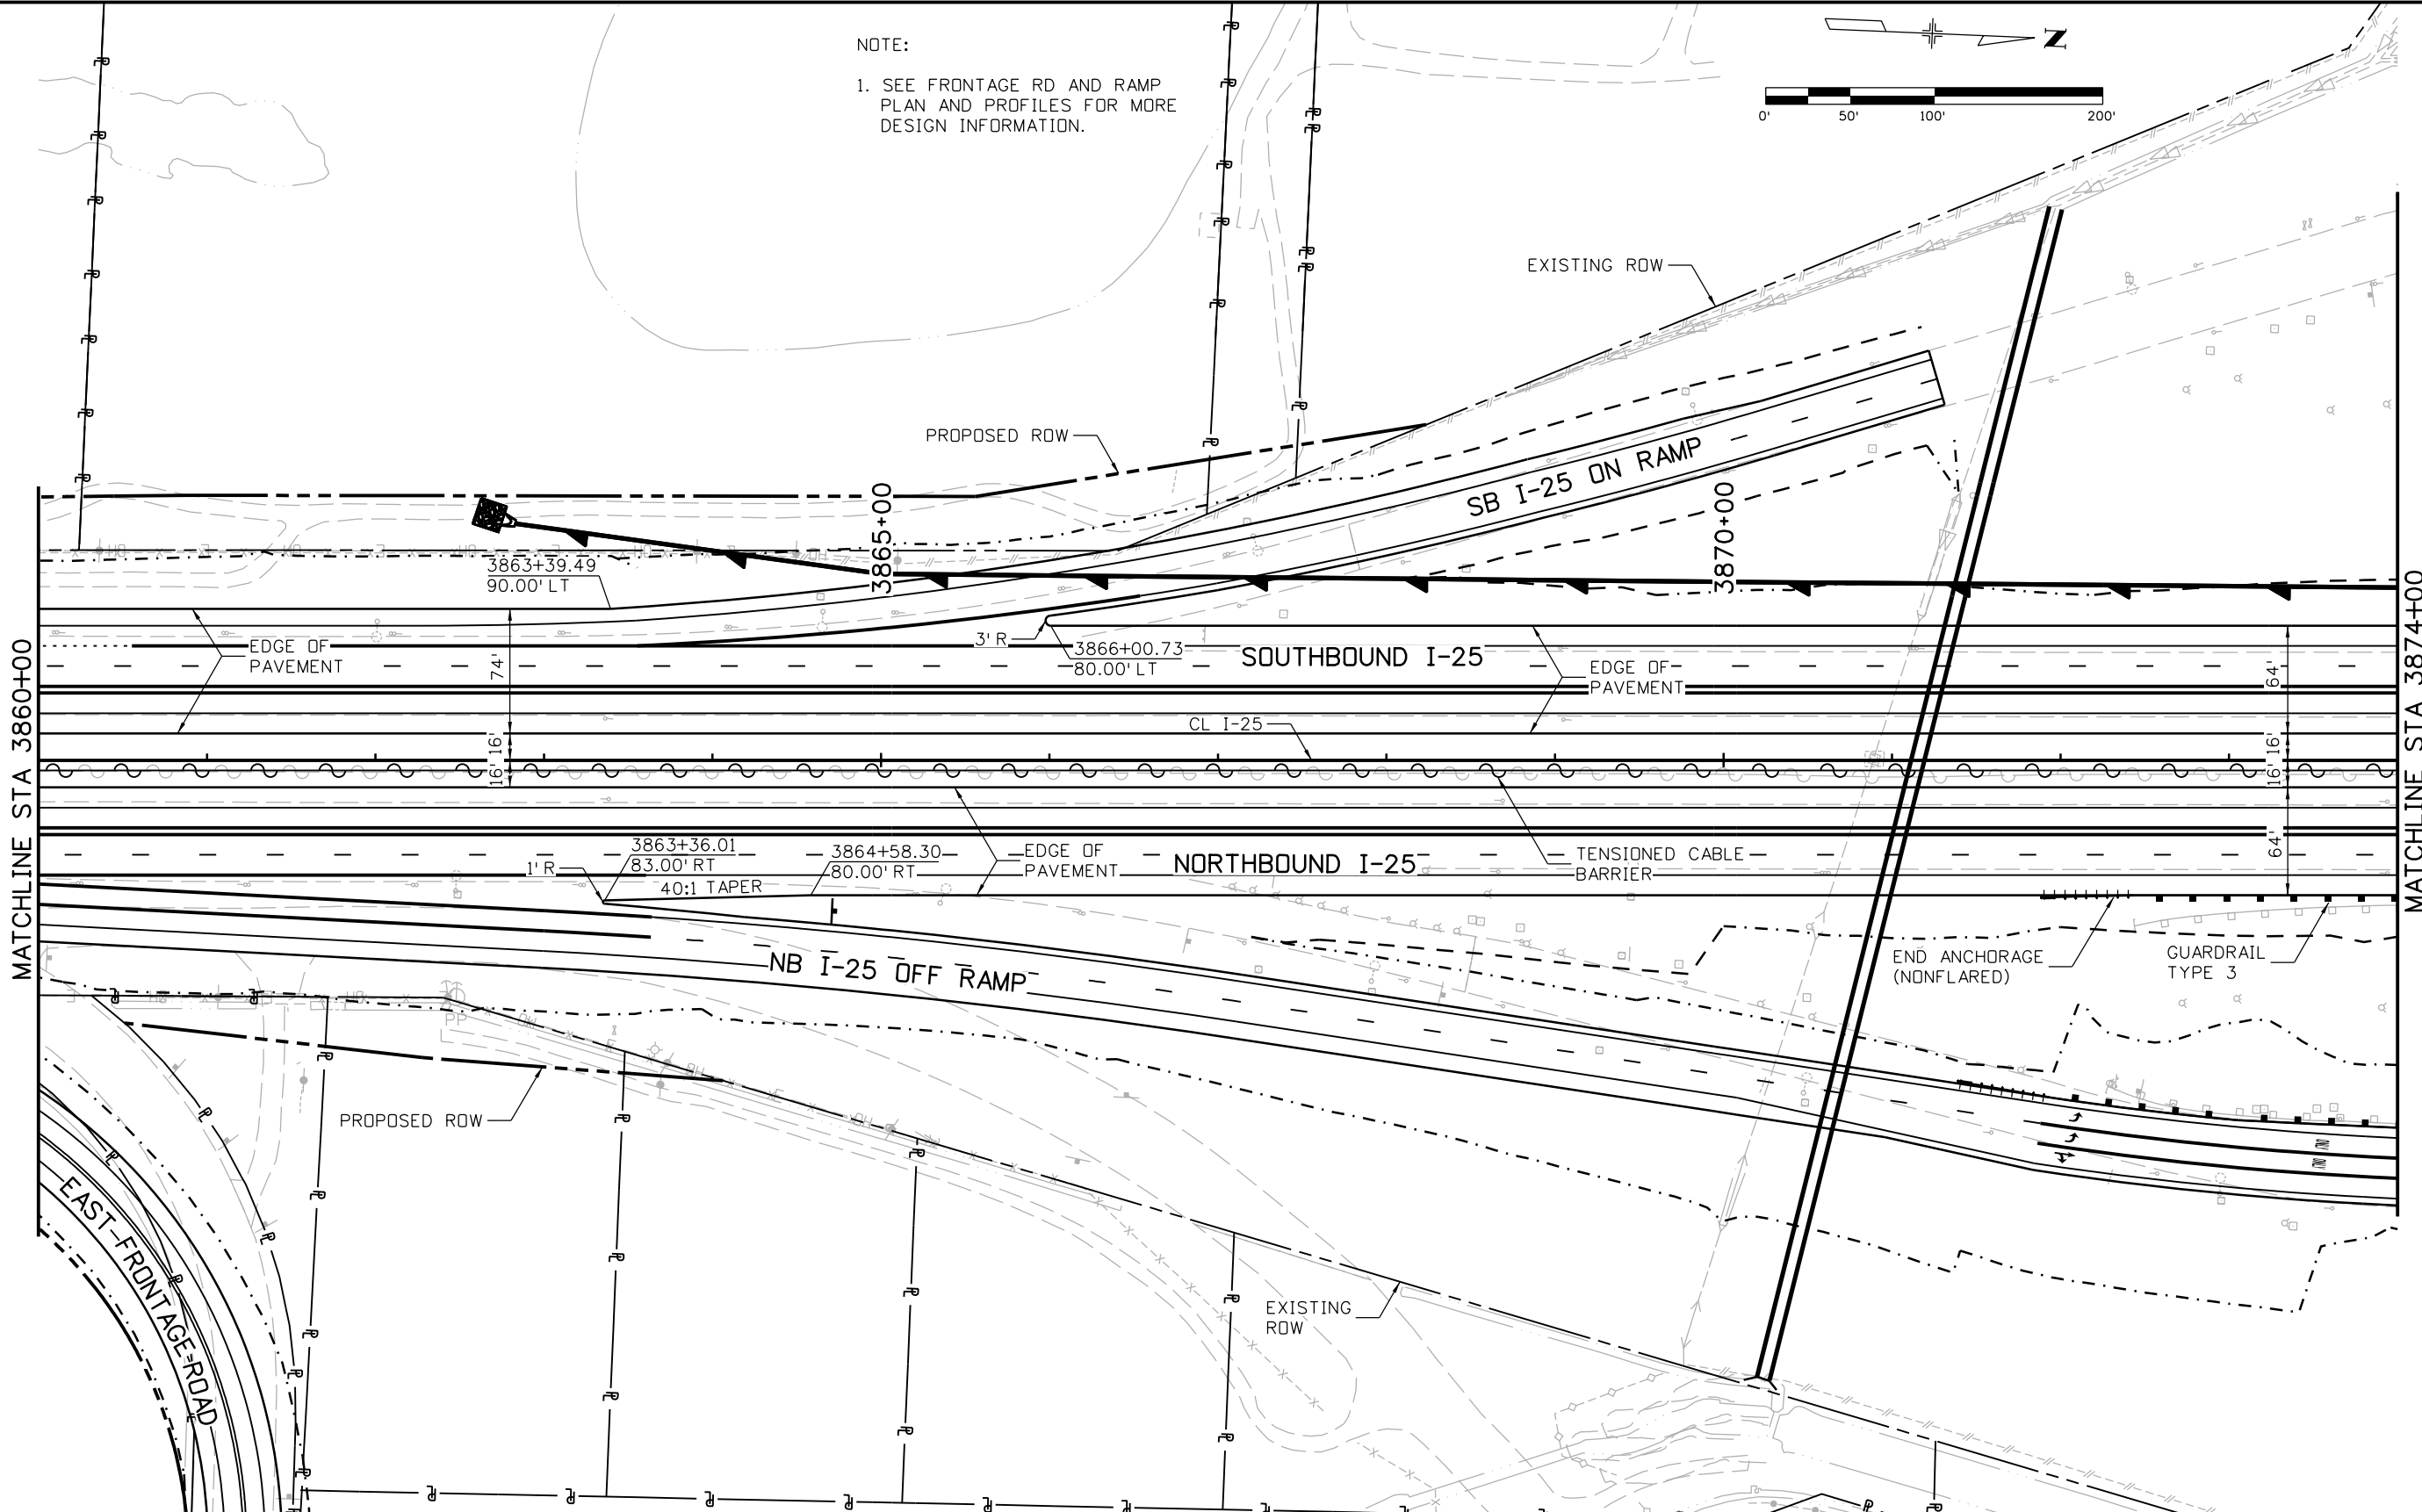 NOTE:
1. SEE FRONTAGE RD AND RAMP
PLAN AND PROFILES FOR MORE
DESIGN INFORMATION.
N
0' 50' 100' 200'
EXISTING ROW
PROPOSED ROW
SB I-25 ON RAMP
3865+00
3870+00
3863+39.49
90.00' LT
EDGE OF
PAVEMENT
74'
3' R
3866+00.73
80.00' LT
SOUTHBOUND I-25
EDGE OF
PAVEMENT
64'
MATCHLINE STA 3860+00
MATCHLINE STA 3874+00
CL I-25
16' 16'
16' 16'
1' R
3863+36.01
83.00' RT
40:1 TAPER
3864+58.30
80.00' RT
EDGE OF
PAVEMENT
NORTHBOUND I-25
TENSIONED CABLE
BARRIER
64'
NB I-25 OFF RAMP
END ANCHORAGE
(NONFLARED)
GUARDRAIL
TYPE 3
PP
PROPOSED ROW
EAST FRONTAGE ROAD
EXISTING
ROW